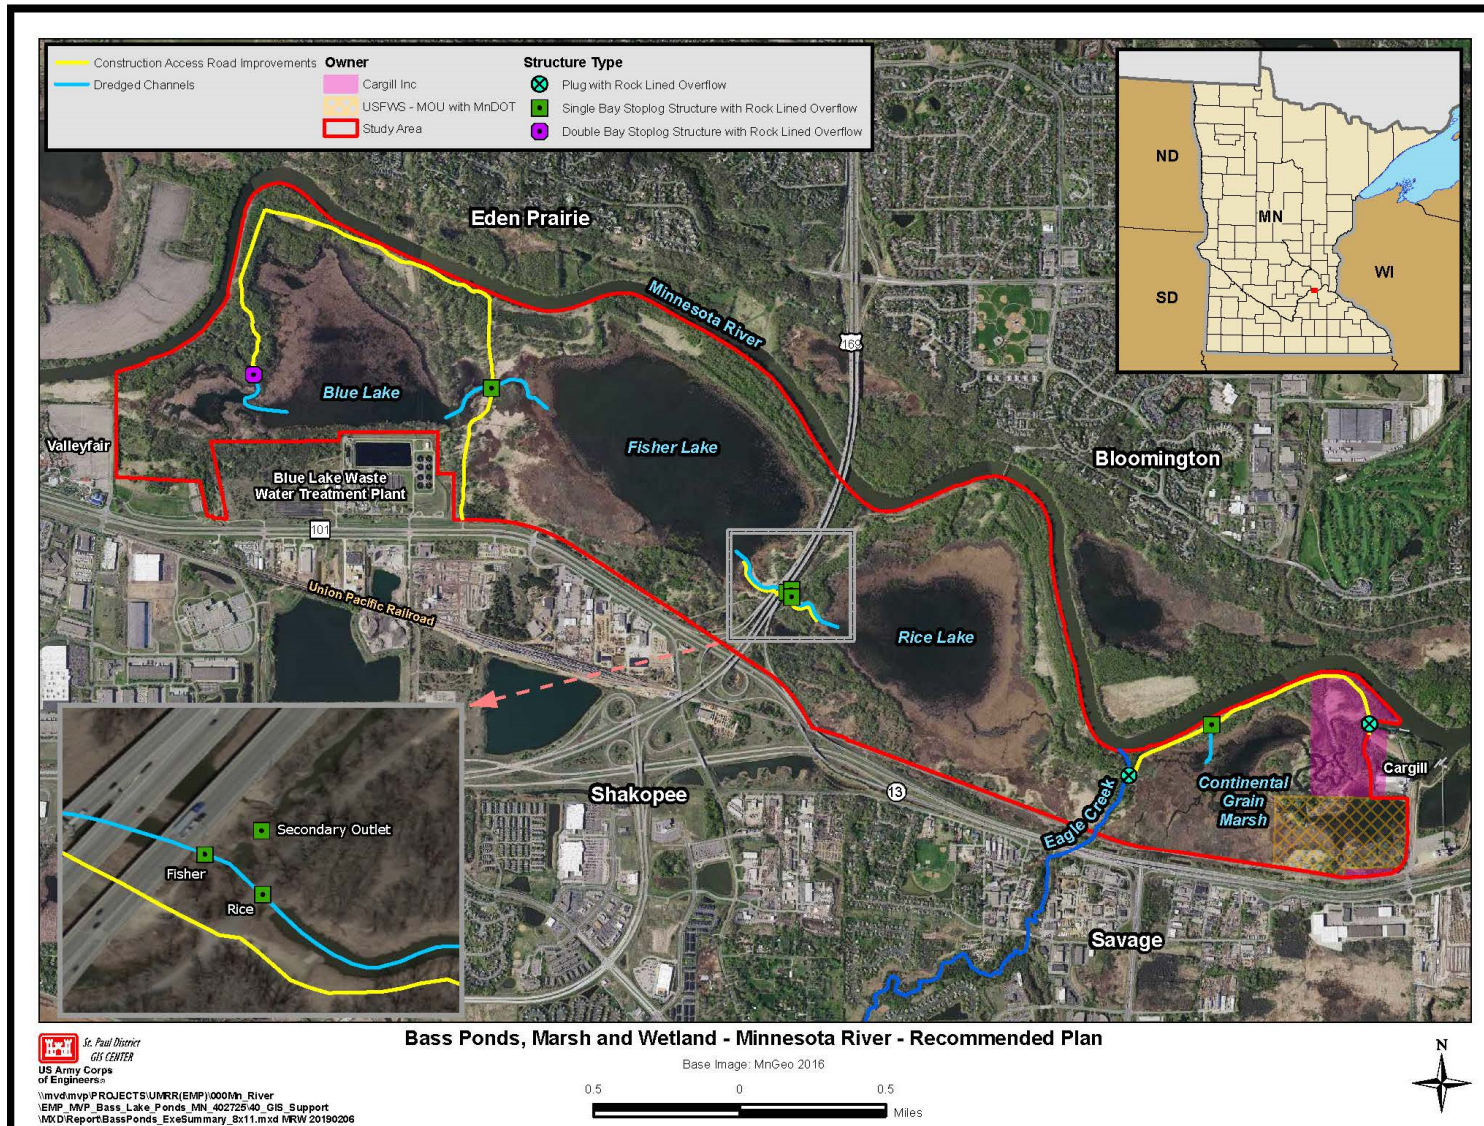 Construction Access Road Improvements
Dredged Channels
Owner
Cargill Inc
USFWS - MOU with MnDOT
Study Area
Structure Type
Plug with Rock Lined Overflow
Single Bay Stoplog Structure with Rock Lined Overflow
Double Bay Stoplog Structure with Rock Lined Overflow
ND
MN
SD
WI
Eden Prairie
Minnesota River
169
Blue Lake
Fisher Lake
Valleyfair
Blue Lake Waste
Water Treatment Plant
Bloomington
101
Union Pacific Railroad
Rice Lake
Shakopee
13
Eagle Creek
Continental
Grain
Marsh
Cargill
Savage
Secondary Outlet
Fisher
Rice
Bass Ponds, Marsh and Wetland - Minnesota River - Recommended Plan
Base Image: MnGeo 2016
0.5 0 0.5
Miles
N
St. Paul District
GIS CENTER
US Army Corps
of Engineers®
\\mvd\mvp\PROJECTS\UMRR(EMP)\000Mn_River
\EMP_MVP_Bass_Lake_Ponds_MN_402725\40_GIS_Support
\MXD\Report\BassPonds_ExeSummary_8x11.mxd MRW 20190206